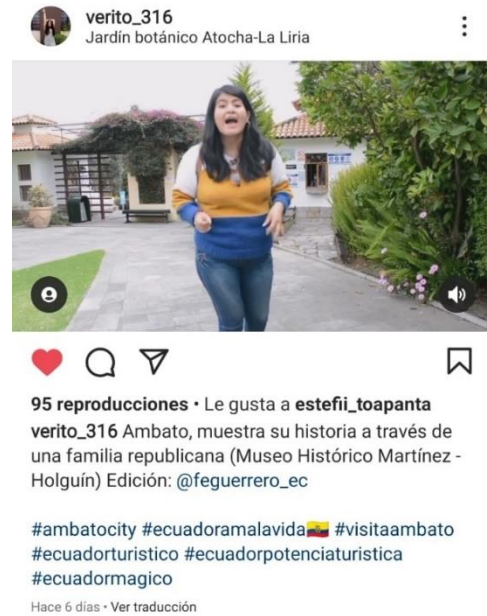 verito_316
Jardín botánico Atocha-La Liria
95 reproducciones • Le gusta a estefii_toapanta
verito_316 Ambato, muestra su historia a través de
una familia republicana (Museo Histórico Martínez -
Holguín) Edición: @feguerrero_ec
#ambatocity #ecuadoramalavida🇪🇨 #visitaambato
#ecuadorturistico #ecuadorpotenciaturistica
#ecuadormagico
Hace 6 días • Ver traducción